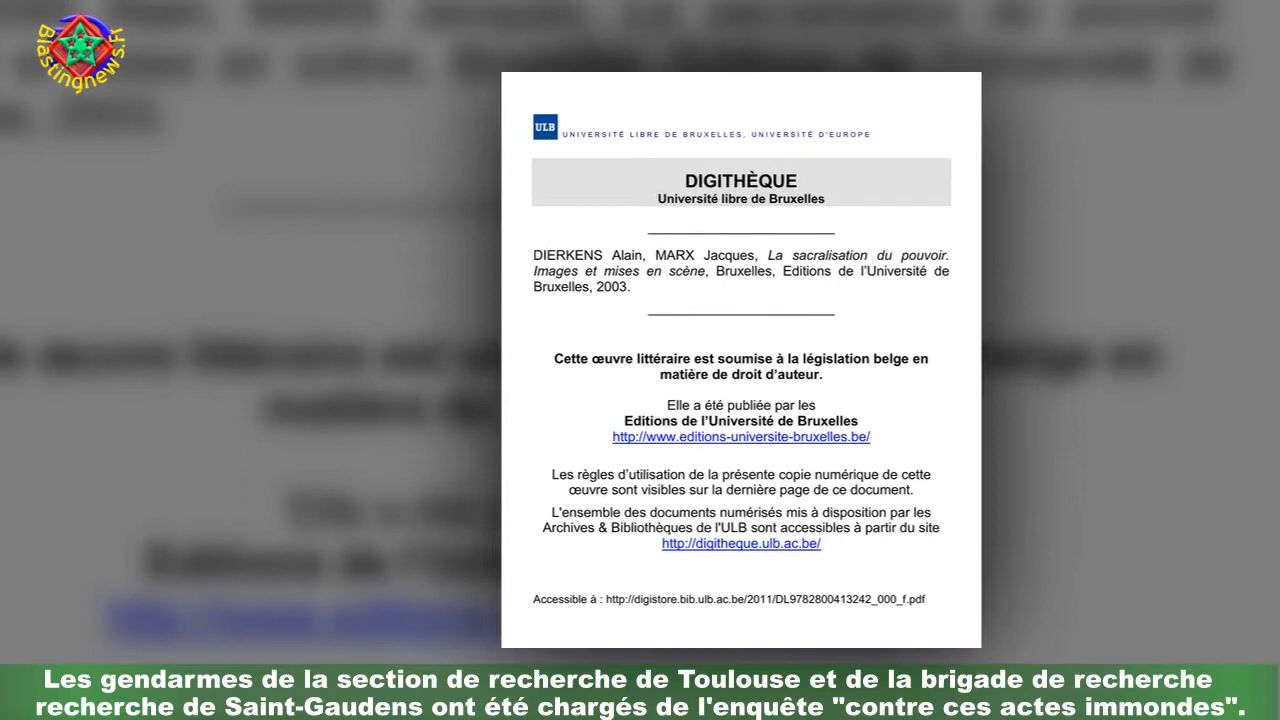 Blastingnews.Fr
ULB UNIVERSITÉ LIBRE DE BRUXELLES, UNIVERSITÉ D'EUROPE
DIGITHÈQUE
Université libre de Bruxelles
DIERKENS Alain, MARX Jacques, La sacralisation du pouvoir.
Images et mises en scène, Bruxelles, Editions de l’Université de
Bruxelles, 2003.
Cette œuvre littéraire est soumise à la législation belge en
matière de droit d’auteur.
Elle a été publiée par les
Editions de l’Université de Bruxelles
http://www.editions-universite-bruxelles.be/
Les règles d’utilisation de la présente copie numérique de cette
œuvre sont visibles sur la dernière page de ce document.
L'ensemble des documents numérisés mis à disposition par les
Archives & Bibliothèques de l'ULB sont accessibles à partir du site
http://digitheque.ulb.ac.be/
Accessible à : http://digistore.bib.ulb.ac.be/2011/DL9782800413242_000_f.pdf
Les gendarmes de la section de recherche de Toulouse et de la brigade de recherche
recherche de Saint-Gaudens ont été chargés de l'enquête "contre ces actes immondes".